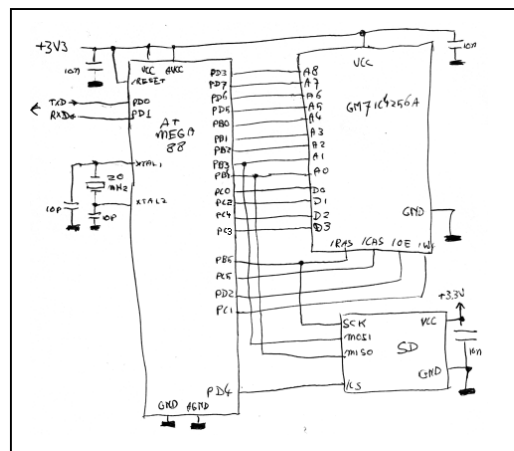 +3V3
10n
10n
VCC AVCC
/RESET
VCC
TXD
PD0
RXD
PD1
AT
MEGA
88
GM71C4256A
XTAL1
20
MHz
XTAL2
10p
10p
PD3 A8
PD7 A7
PD6 A6
PD5 A5
PB0 A4
PB1 A3
PB2 A2
PB3 A1
PB4 A0
PC0 D0
PC2 D1
PC4 D2
PC3 D3
GND
/RAS /CAS /OE /W
PB5
PC5
PD2
PC1
+3.3V
SCK VCC
MOSI
MISO
SD
10n
GND
PD4 /CS
GND AGND